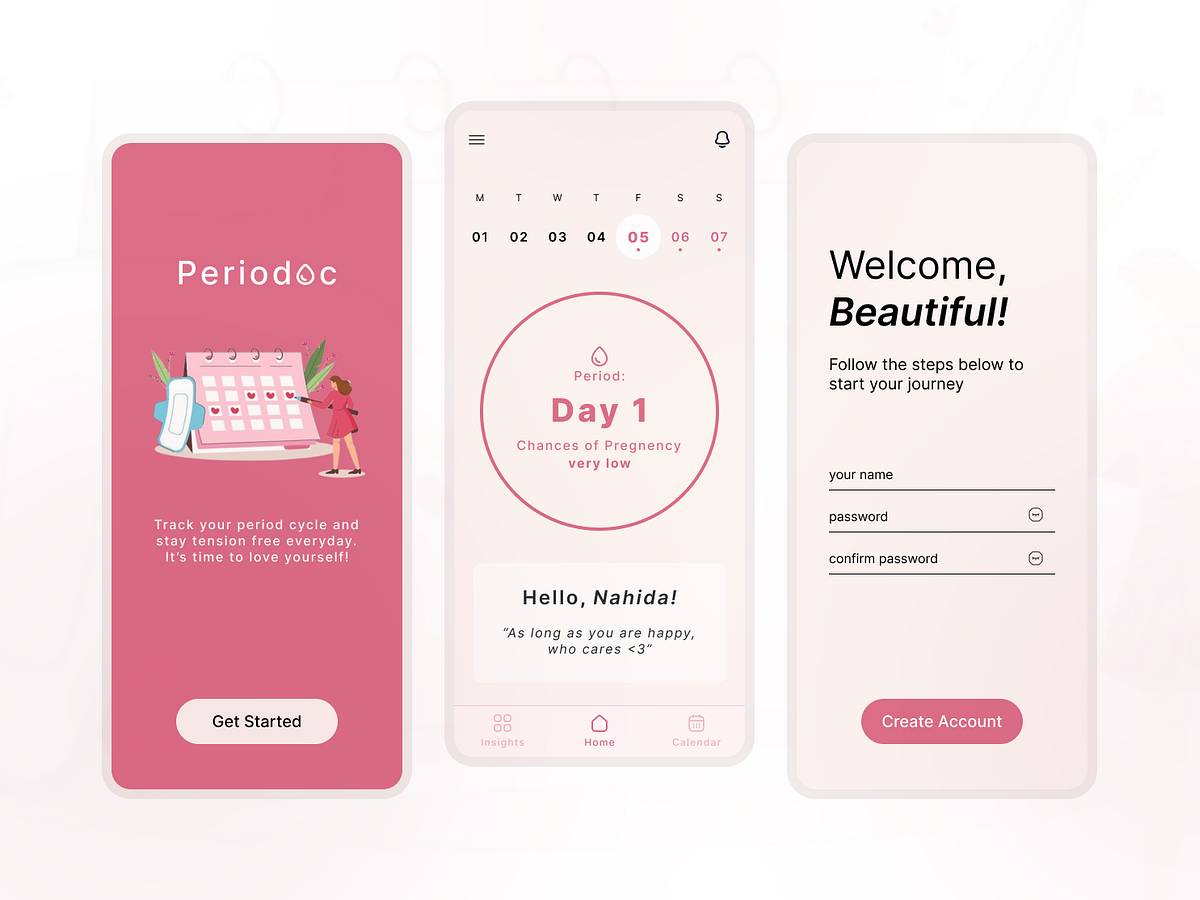 Periodoc
Track your period cycle and
stay tension free everyday.
It's time to love yourself!
Get Started
M T W T F S S
01 02 03 04 05 06 07
Period:
Day 1
Chances of Pregnency
very low
Hello, Nahida!
"As long as you are happy,
who cares <3"
Insights Home Calendar
Welcome,
Beautiful!
Follow the steps below to
start your journey
your name
password
confirm password
Create Account